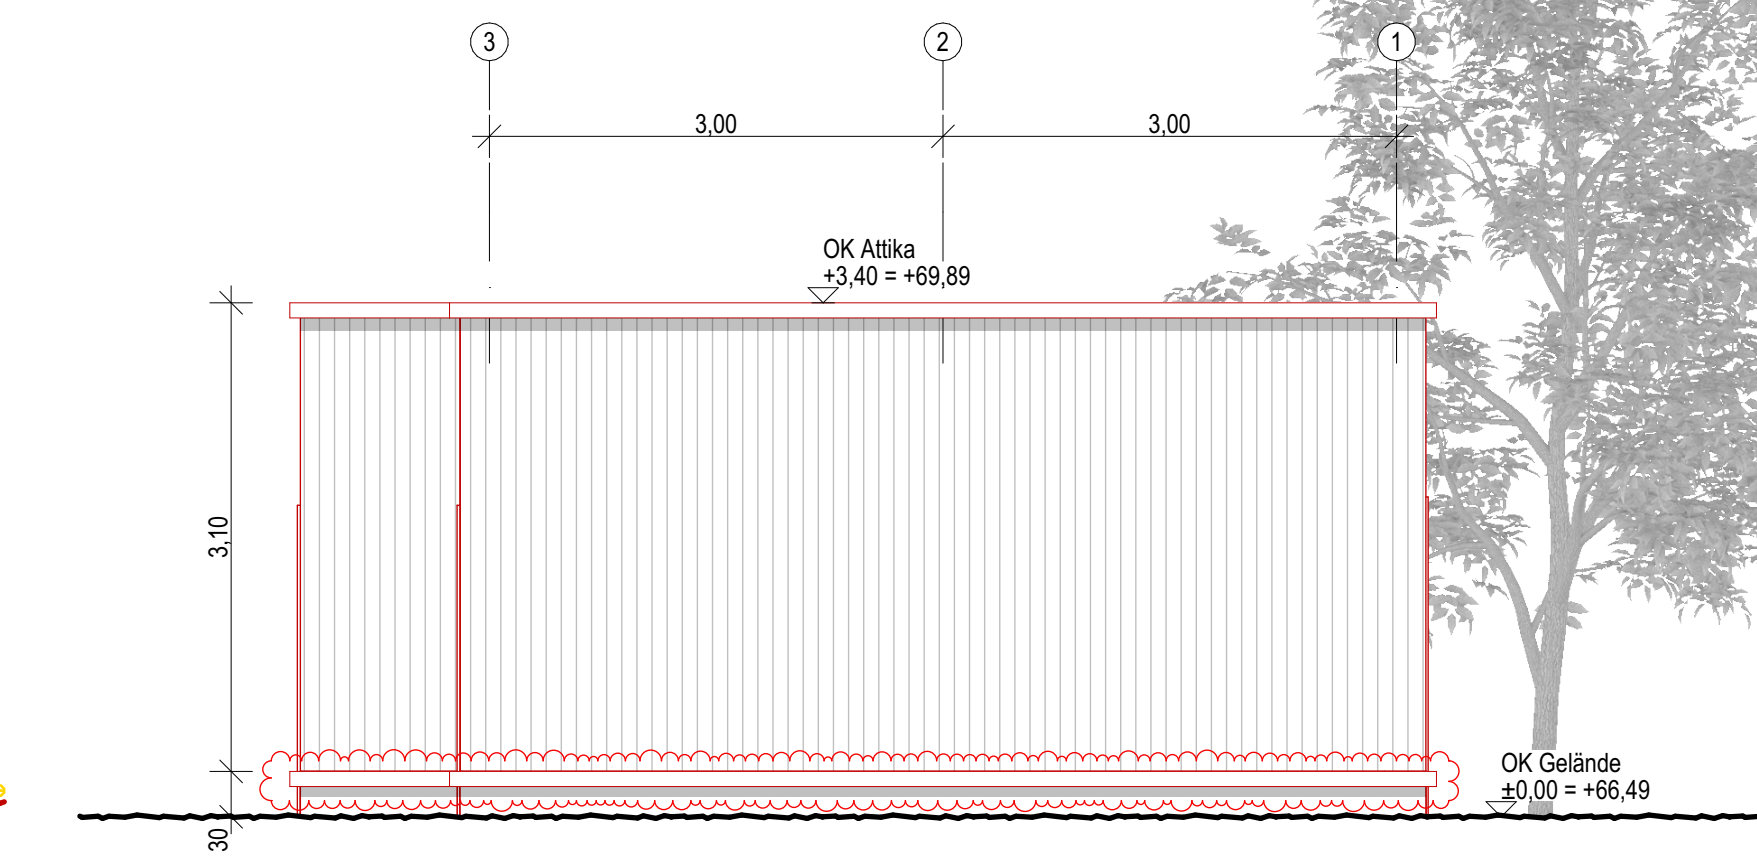 3
2
1
3,00
3,00
OK Attika
+3,40 = +69,89
3,10
OK Gelände
±0,00 = +66,49
30